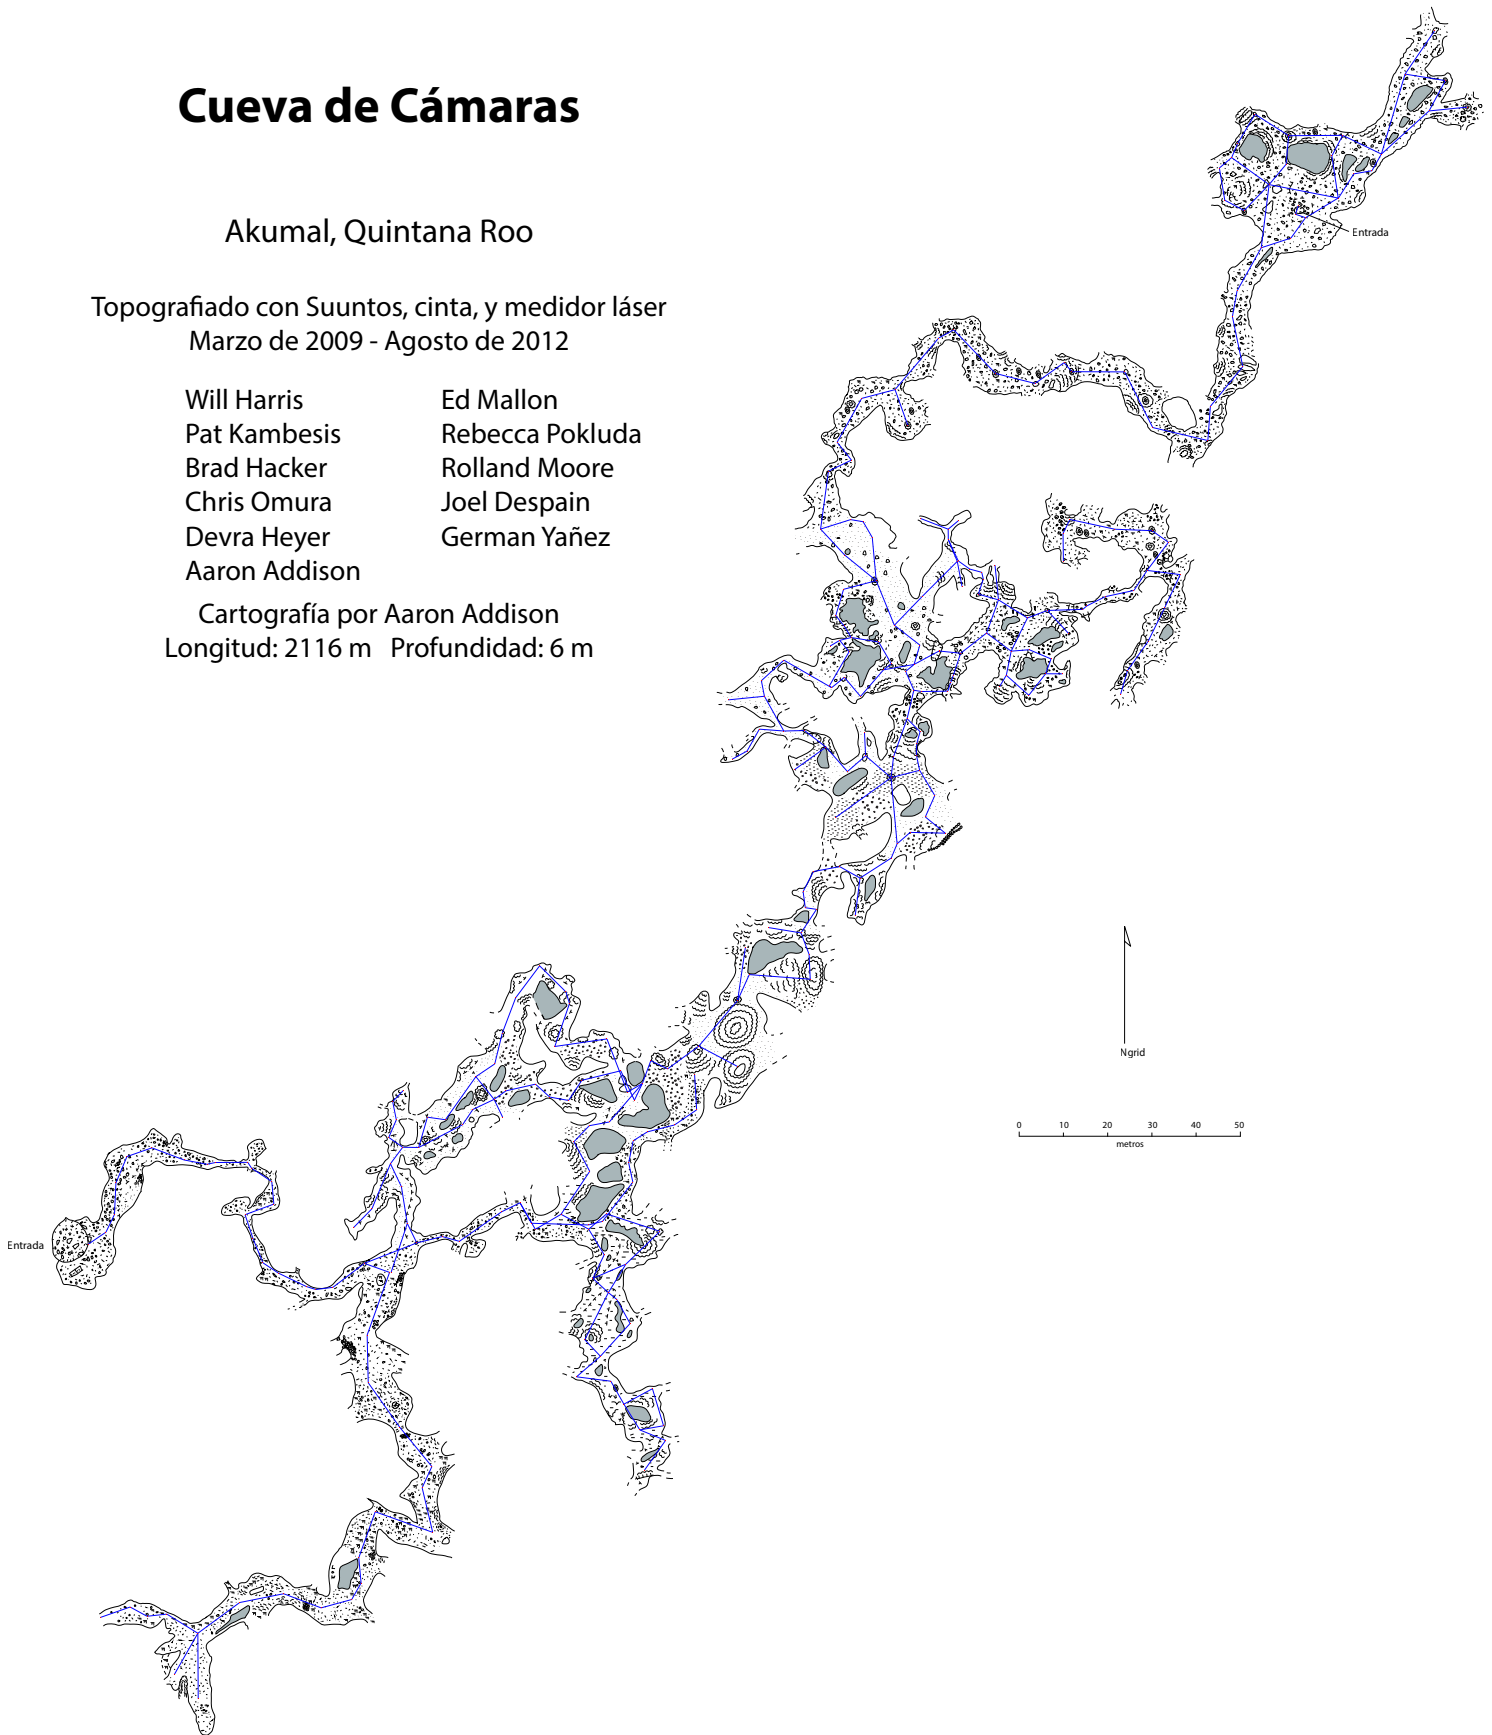 Cueva de Cámaras
Akumal, Quintana Roo
Topografiado con Suuntos, cinta, y medidor láser
Marzo de 2009 - Agosto de 2012
Will Harris
Pat Kambesis
Brad Hacker
Chris Omura
Devra Heyer
Aaron Addison
Ed Mallon
Rebecca Pokluda
Rolland Moore
Joel Despain
German Yañez
Cartografía por Aaron Addison
Longitud: 2116 m Profundidad: 6 m
Entrada
Ngrid
0 10 20 30 40 50
metros
Entrada